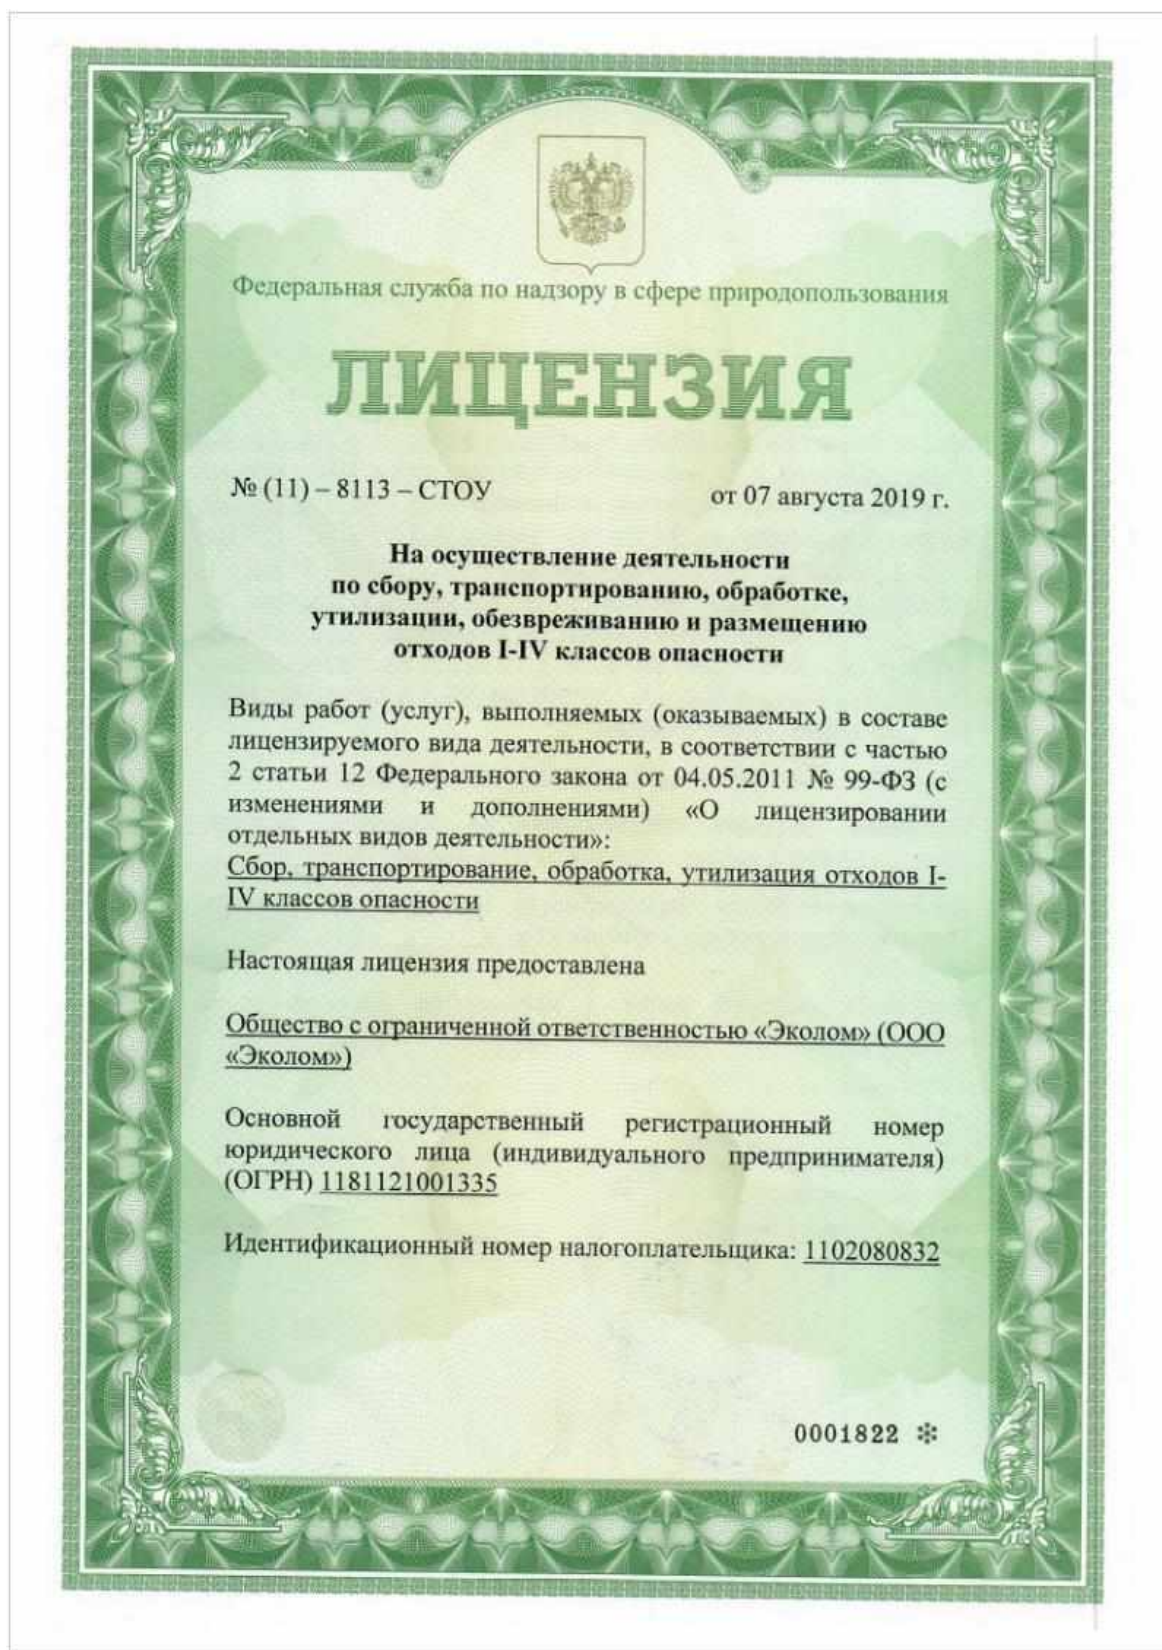 Федеральная служба по надзору в сфере природопользования
ЛИЦЕНЗИЯ
№ (11) – 8113 – СТОУ от 07 августа 2019 г.
На осуществление деятельности
по сбору, транспортированию, обработке,
утилизации, обезвреживанию и размещению
отходов I-IV классов опасности
Виды работ (услуг), выполняемых (оказываемых) в составе
лицензируемого вида деятельности, в соответствии с частью
2 статьи 12 Федерального закона от 04.05.2011 № 99-ФЗ (с
изменениями и дополнениями) «О лицензировании
отдельных видов деятельности»:
Сбор, транспортирование, обработка, утилизация отходов I-
IV классов опасности
Настоящая лицензия предоставлена
Общество с ограниченной ответственностью «Эколом» (ООО
«Эколом»)
Основной государственный регистрационный номер
юридического лица (индивидуального предпринимателя)
(ОГРН) 1181121001335
Идентификационный номер налогоплательщика: 1102080832
0001822 ❇